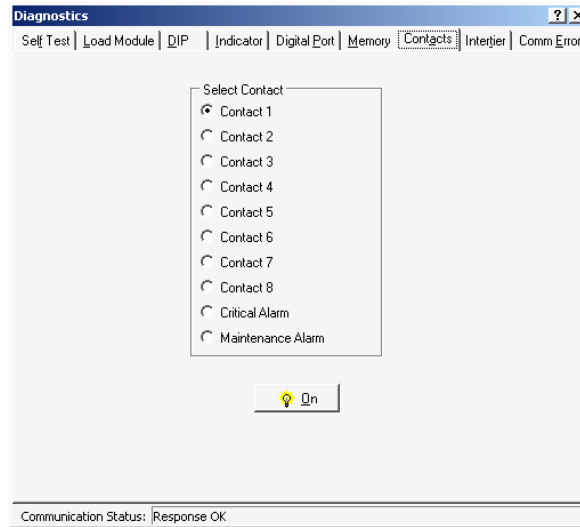 Diagnostics
Self Test Load Module DIP Indicator Digital Port Memory Contacts Intertier Comm Error
Select Contact
Contact 1
Contact 2
Contact 3
Contact 4
Contact 5
Contact 6
Contact 7
Contact 8
Critical Alarm
Maintenance Alarm
On
Communication Status: Response OK